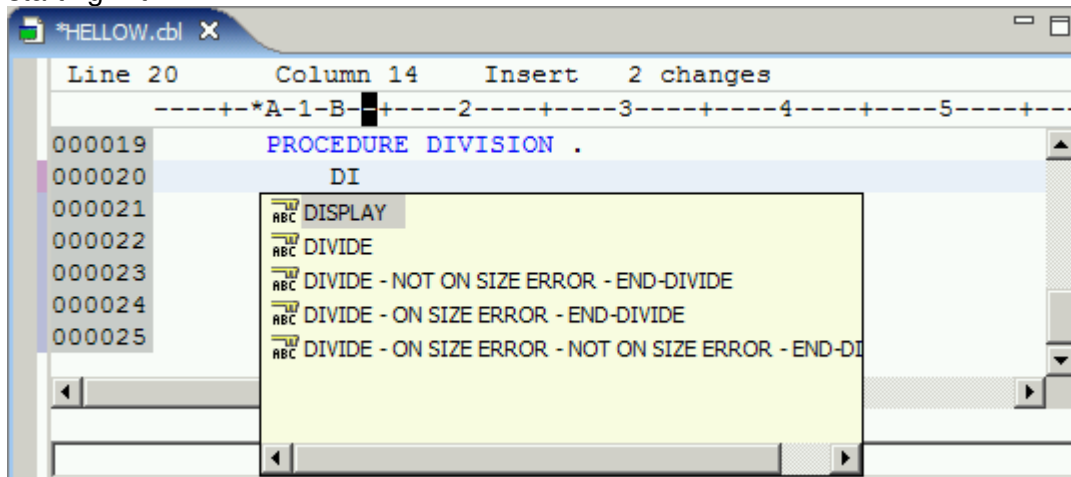 *HELLOW.cbl
Line 20 Column 14 Insert 2 changes
----+-*A-1-B--+----2----+----3----+----4----+----5----+--
000019 PROCEDURE DIVISION .
000020 DI
000021 DISPLAY
000022 DIVIDE
000023 DIVIDE - NOT ON SIZE ERROR - END-DIVIDE
000024 DIVIDE - ON SIZE ERROR - END-DIVIDE
000025 DIVIDE - ON SIZE ERROR - NOT ON SIZE ERROR - END-DI